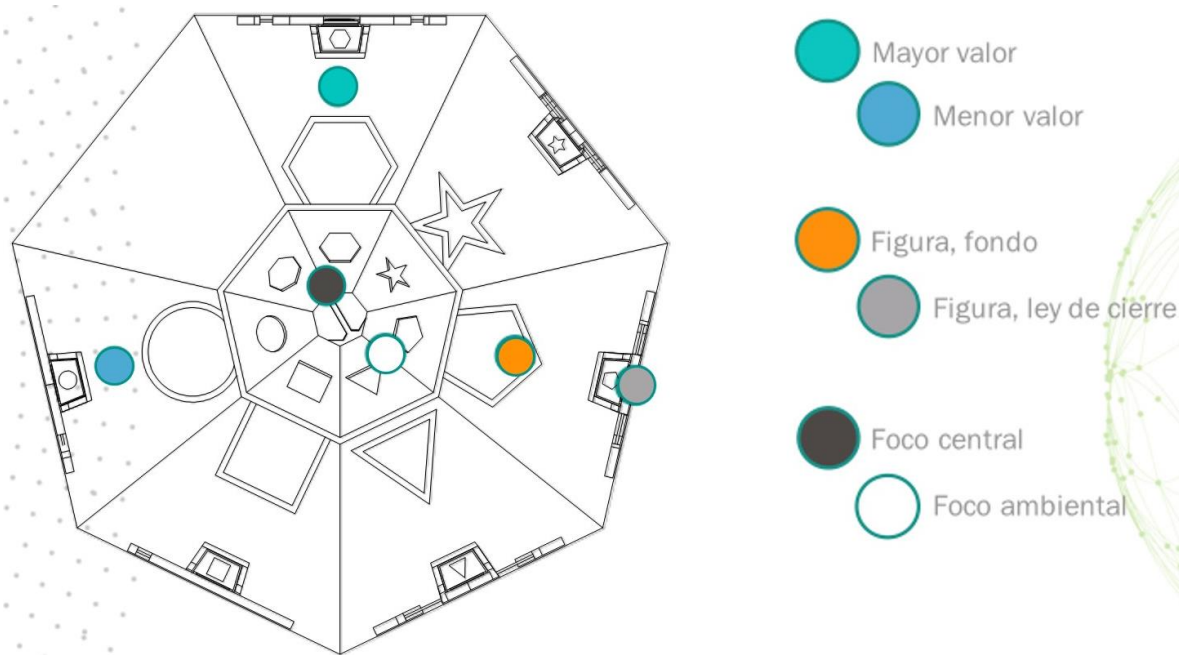 Mayor valor
Menor valor
Figura, fondo
Figura, ley de cierre
Foco central
Foco ambiental